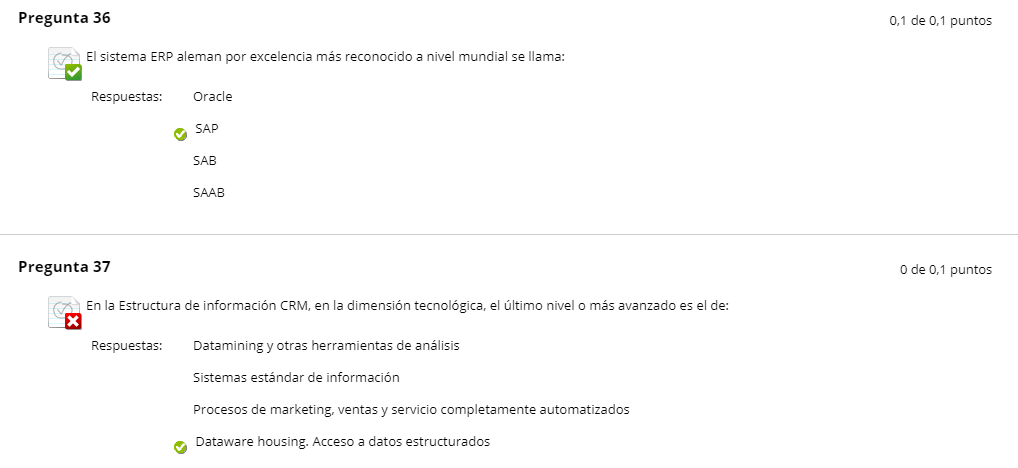 Pregunta 36
0,1 de 0,1 puntos
El sistema ERP aleman por excelencia más reconocido a nivel mundial se llama:
Respuestas: Oracle
SAP
SAB
SAAB
Pregunta 37
0 de 0,1 puntos
En la Estructura de información CRM, en la dimensión tecnológica, el último nivel o más avanzado es el de:
Respuestas: Datamining y otras herramientas de análisis
Sistemas estándar de información
Procesos de marketing, ventas y servicio completamente automatizados
Dataware housing. Acceso a datos estructurados